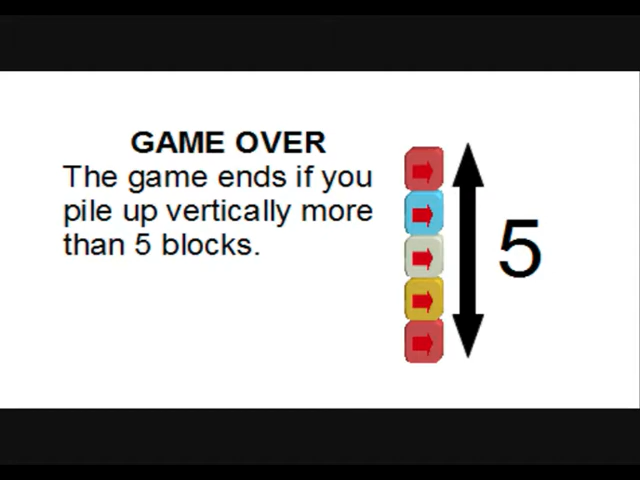 GAME OVER
The game ends if you
pile up vertically more
than 5 blocks.
5